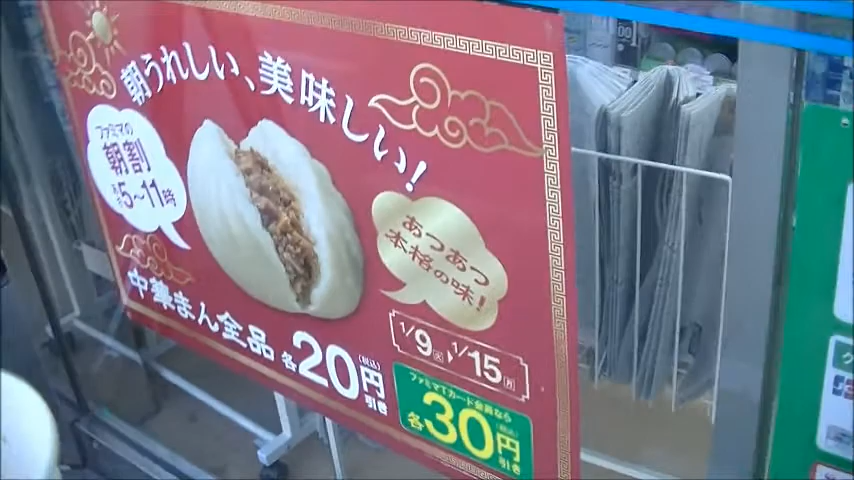 朝うれしい、美味しい!
ファミマの
朝割
AM5～11時
あつあつ
本格の味!
中華まん全品
各20円(税込)引き
1/9(火)～1/15(月)
ファミマTカード会員なら
各30円(税込)引き
JCB